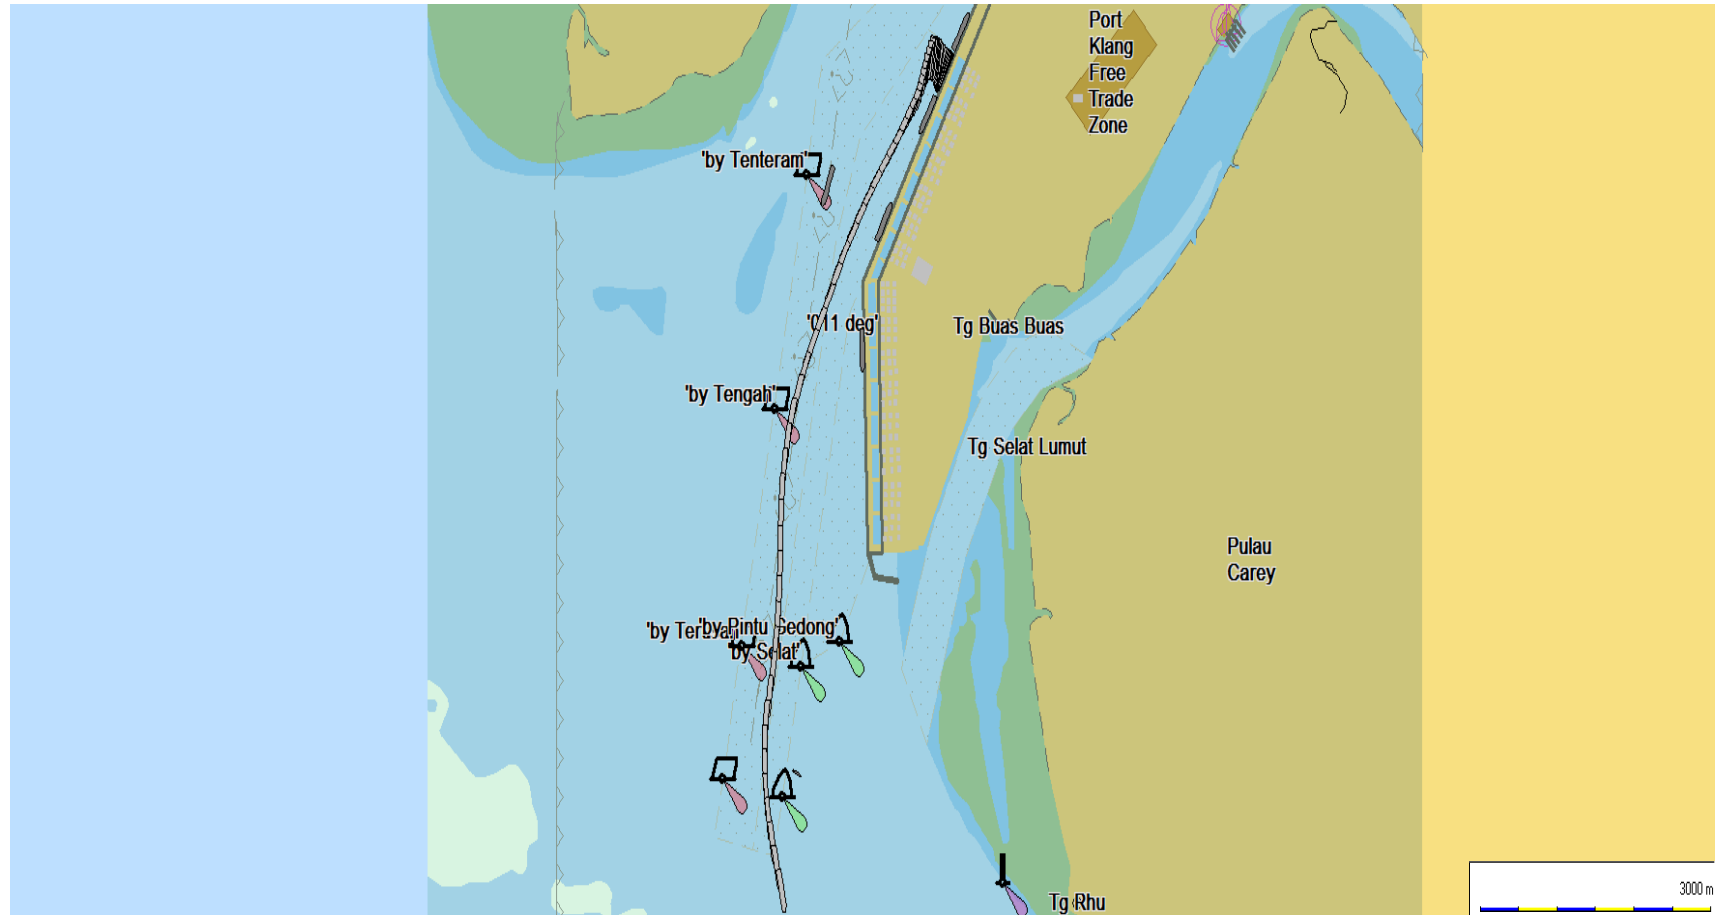 Port
Klang
Free
Trade
Zone
'by Tenteram'
'011 deg'
Tg Buas Buas
'by Tengah'
Tg Selat Lumut
Pulau
Carey
'by Pintu Gedong'
by Selat'
Tg Rhu
3000 m